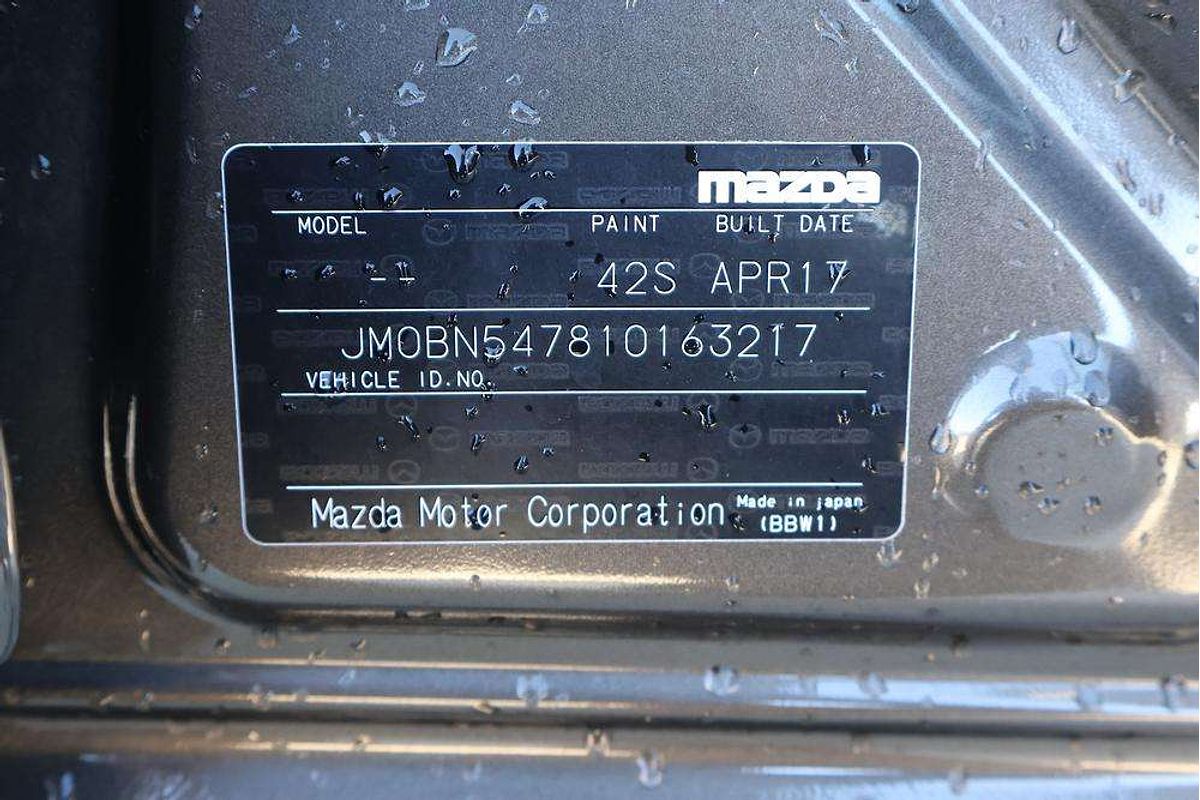 mazda
MODEL PAINT BUILT DATE
-- 42S APR17
JM0BN547810163217
VEHICLE ID.NO.
Mazda Motor Corporation Made in japan
(BBW1)